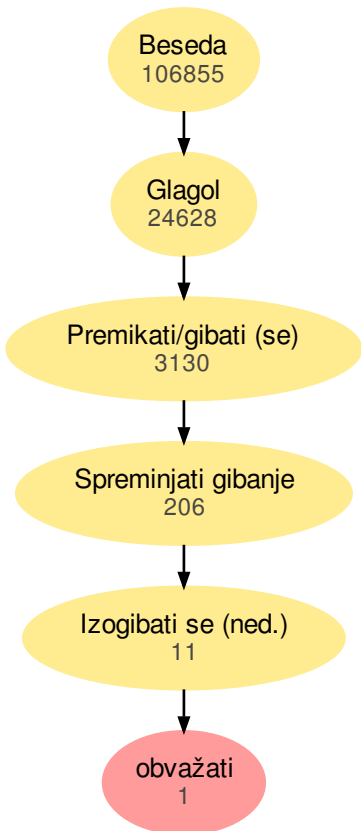 Beseda
106855
Glagol
24628
Premikati/gibati (se)
3130
Spreminjati gibanje
206
Izogibati se (ned.)
11
obvažati
1